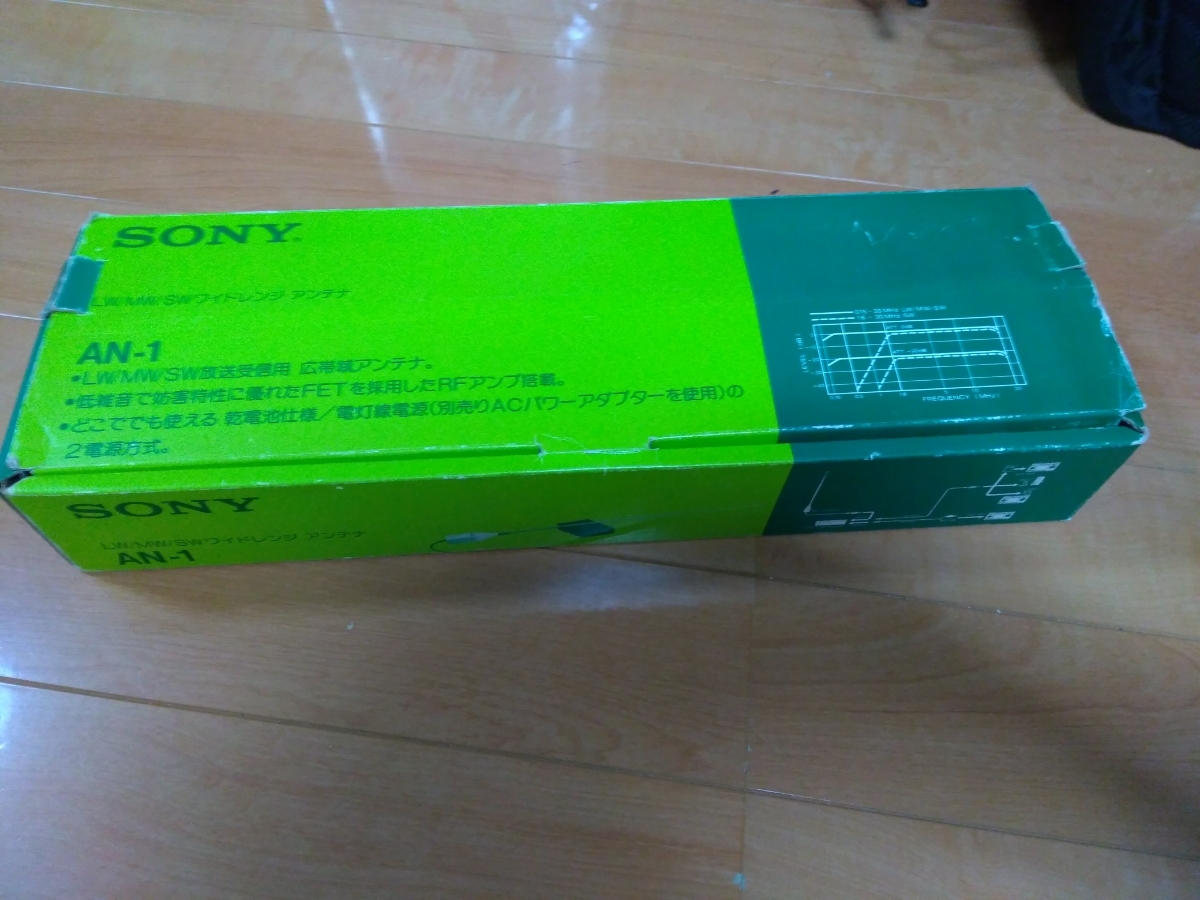 SONY
LW/MW/SWワイドレンジ アンテナ
AN-1
•LW/MW/SW放送受信用 広帯域アンテナ。
•低雑音で妨害特性に優れたFETを採用したRFアンプ搭載。
•どこででも使える 乾電池仕様/電灯線電源(別売りACパワーアダプターを使用)の
2電源方式。
FREQUENCY (MHz)
SONY
LW/MW/SWワイドレンジ アンテナ
AN-1